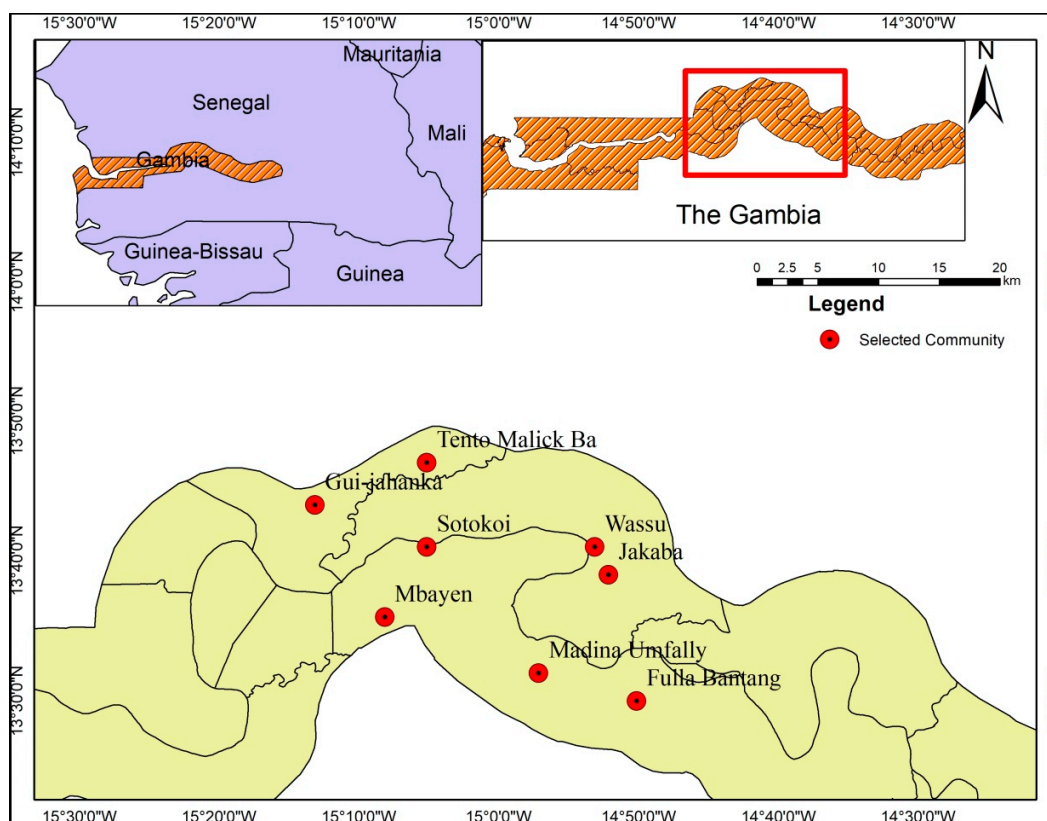 15°30'0"W 15°20'0"W 15°10'0"W 15°0'0"W 14°50'0"W 14°40'0"W 14°30'0"W
Mauritania
Senegal
Mali
Gambia
Guinea-Bissau
Guinea
The Gambia
N
0 2.5 5 10 15 20
km
Legend
Selected Community
14°10'0"N
14°0'0"N
13°50'0"N
13°40'0"N
13°30'0"N
Tento Malick Ba
Gui-jahanka
Sotokoi
Wassu
Jakaba
Mbayen
Madina Umfally
Fulla Bantang
15°30'0"W 15°20'0"W 15°10'0"W 15°0'0"W 14°50'0"W 14°40'0"W 14°30'0"W